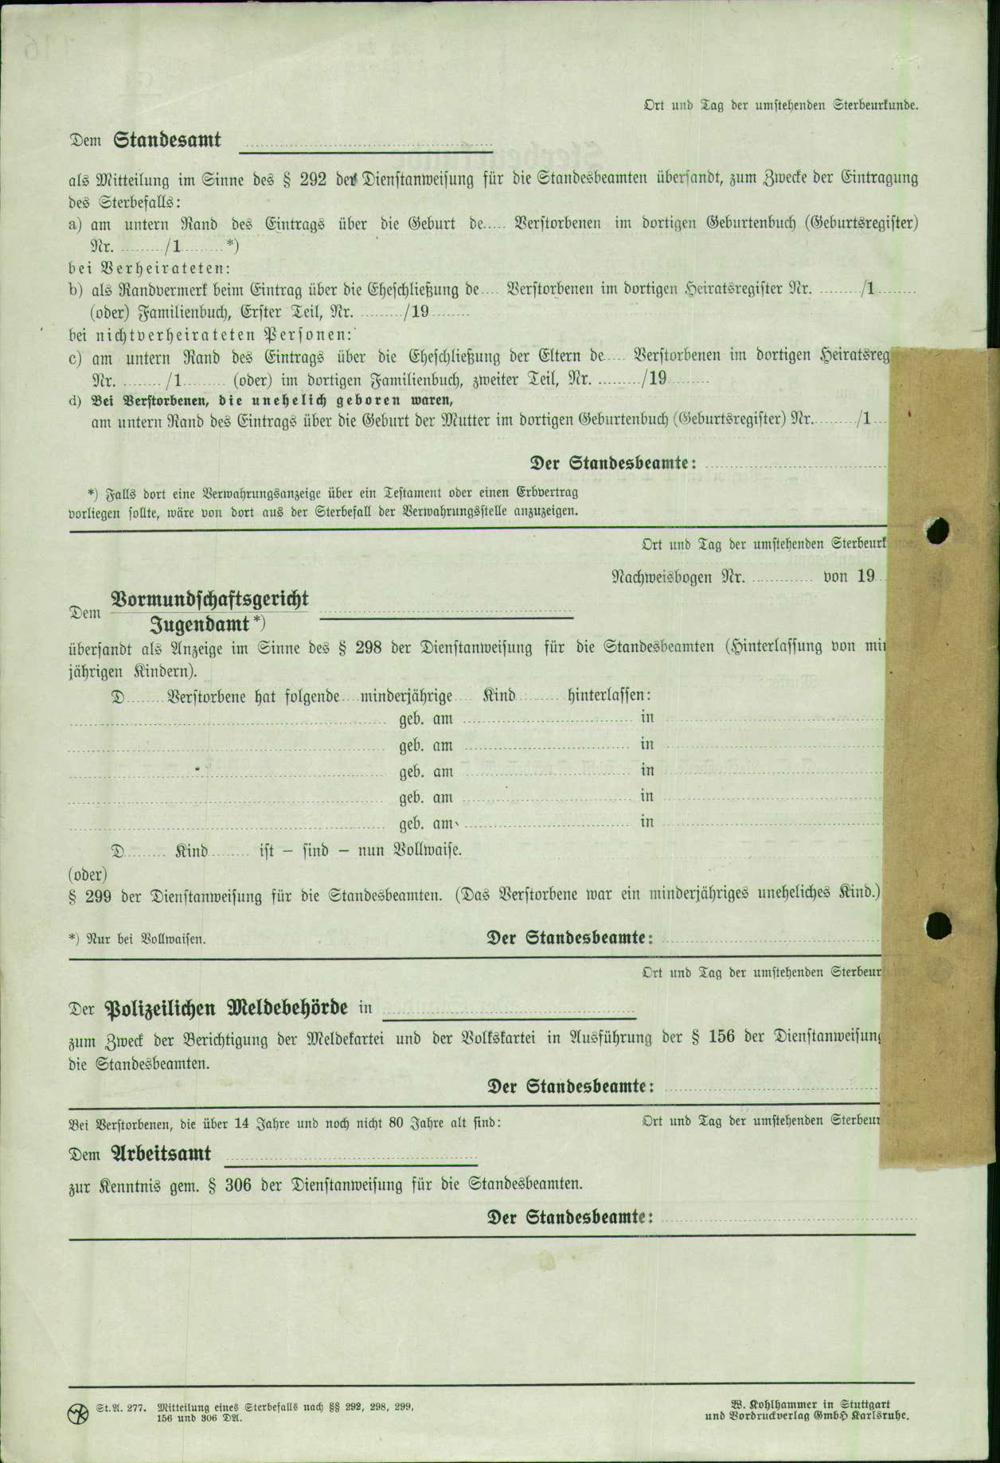 Ort und Tag der umstehenden Sterbeurkunde.
Dem Standesamt
als Mitteilung im Sinne des § 292 der Dienstanweisung für die Standesbeamten übersandt, zum Zwecke der Eintragung
des Sterbefalls:
a) am untern Rand des Eintrags über die Geburt de..... Verstorbenen im dortigen Geburtenbuch (Geburtsregister)
Nr. ........./1.........*)
bei Verheirateten:
b) als Randvermerk beim Eintrag über die Eheschließung de.... Verstorbenen im dortigen Heiratsregister Nr. ........./1.........
(oder) Familienbuch, Erster Teil, Nr. ........./19.........
bei nichtverheirateten Personen:
c) am untern Rand des Eintrags über die Eheschließung der Eltern de..... Verstorbenen im dortigen Heiratsreg
Nr. ........./1......... (oder) im dortigen Familienbuch, zweiter Teil, Nr. ........./19.........
d) Bei Verstorbenen, die unehelich geboren waren,
am untern Rand des Eintrags über die Geburt der Mutter im dortigen Geburtenbuch (Geburtsregister) Nr. ........./1...
Der Standesbeamte:
*) Falls dort eine Verwahrungsanzeige über ein Testament oder einen Erbvertrag
vorliegen sollte, wäre von dort aus der Sterbefall der Verwahrungsstelle anzuzeigen.
Ort und Tag der umstehenden Sterbeurk
Nachweisbogen Nr. ............ von 19...
Dem Vormundschaftsgericht
Jugendamt*)
übersandt als Anzeige im Sinne des § 298 der Dienstanweisung für die Standesbeamten (Hinterlassung von min
jährigen Kindern).
D........ Verstorbene hat folgende.... minderjährige.... Kind......... hinterlassen:
geb. am in
geb. am in
geb. am in
geb. am in
geb. am in
D........ Kind........ ist – sind – nun Vollwaise.
(oder)
§ 299 der Dienstanweisung für die Standesbeamten. (Das Verstorbene war ein minderjähriges uneheliches Kind.)
*) Nur bei Vollwaisen. Der Standesbeamte:
Ort und Tag der umstehenden Sterbeur
Der Polizeilichen Meldebehörde in
zum Zweck der Berichtigung der Meldekartei und der Volkskartei in Ausführung der § 156 der Dienstanweisung
die Standesbeamten.
Der Standesbeamte:
Bei Verstorbenen, die über 14 Jahre und noch nicht 80 Jahre alt sind: Ort und Tag der umstehenden Sterbeur
Dem Arbeitsamt
zur Kenntnis gem. § 306 der Dienstanweisung für die Standesbeamten.
Der Standesbeamte:
St.A. 277. Mitteilung eines Sterbefalls nach §§ 292, 298, 299,
156 und 306 DA.
W. Kohlhammer in Stuttgart
und Vordruckverlag GmbH Karlsruhe.